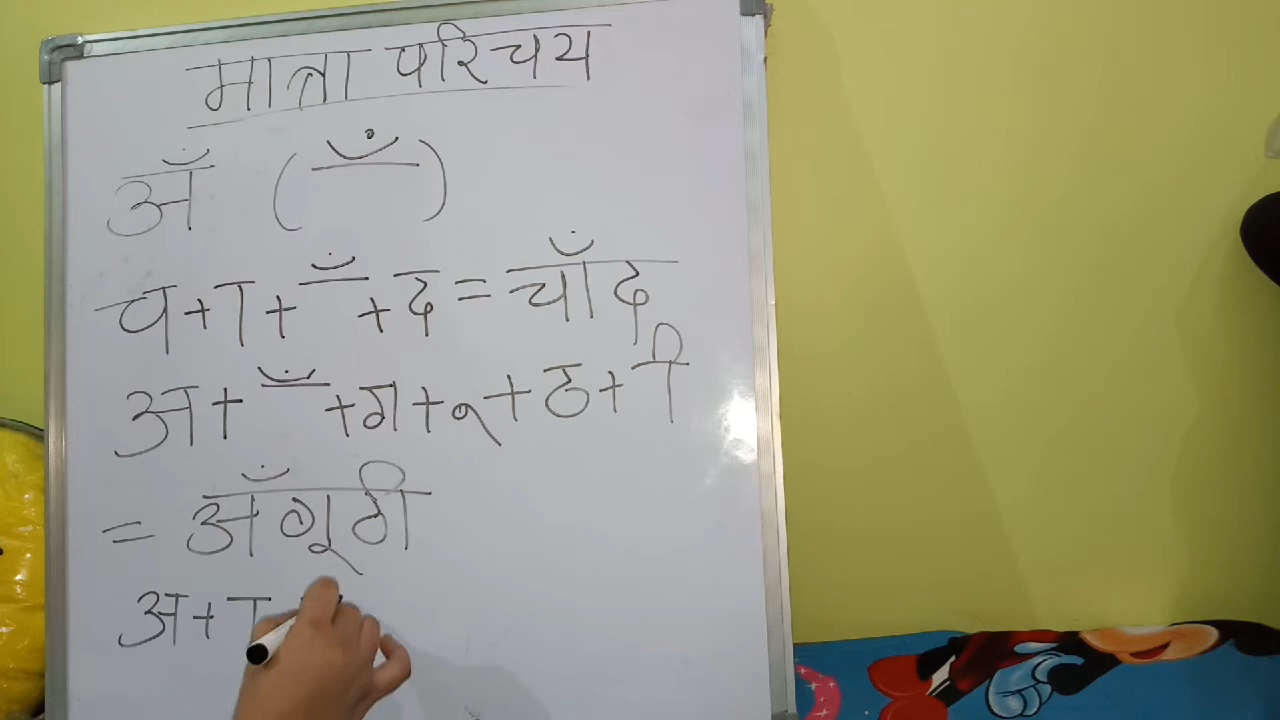 मात्रा परिचय
अँ ( ँ )
च + ा + ँ + द = चाँद
अ + ँ + ग + ू + ठ + ी
= अँगूठी
अ + ा